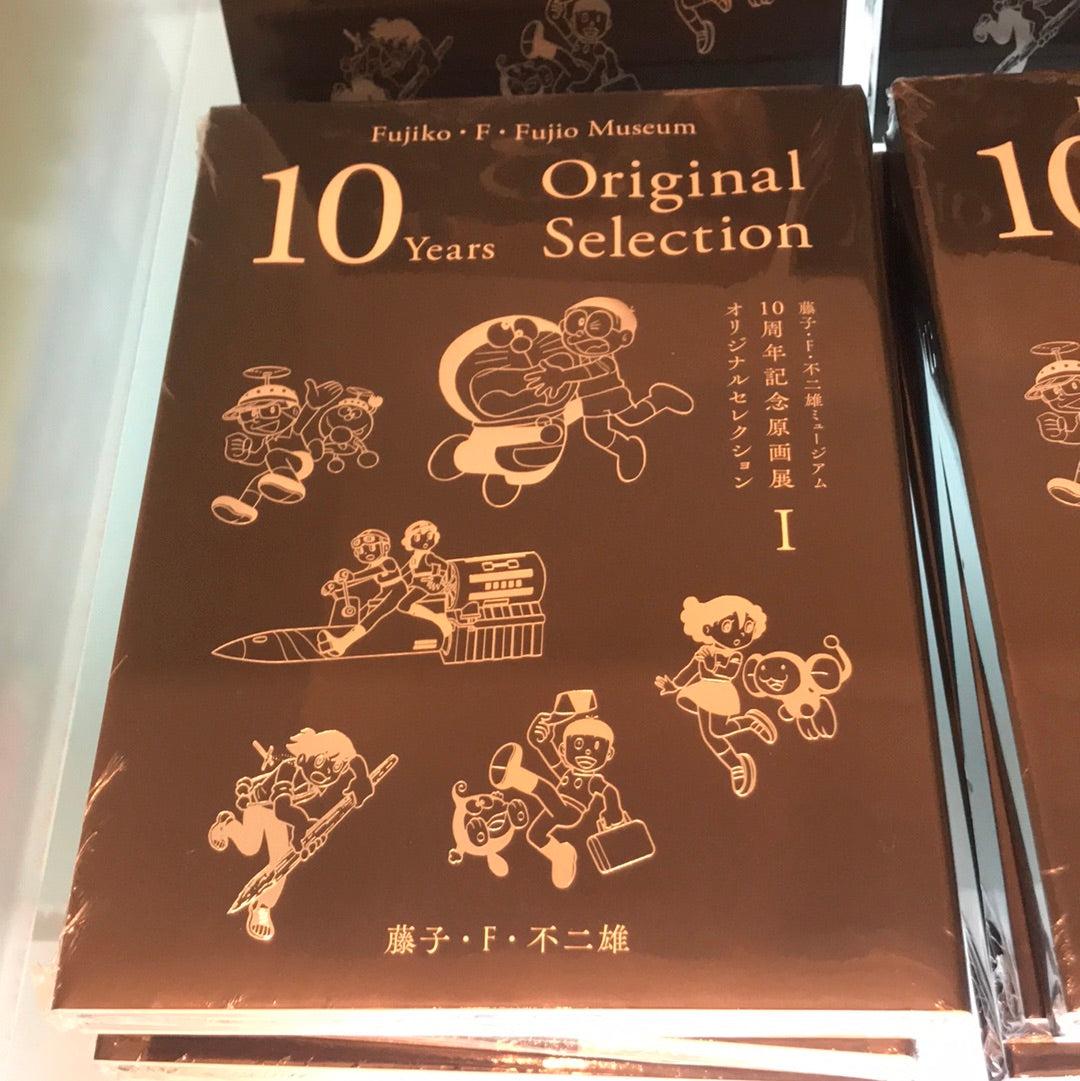 Fujiko・F・Fujio Museum
10 Years
Original
Selection
藤子・F・不二雄ミュージアム
10周年記念原画展
オリジナルセレクション
I
藤子・F・不二雄
10